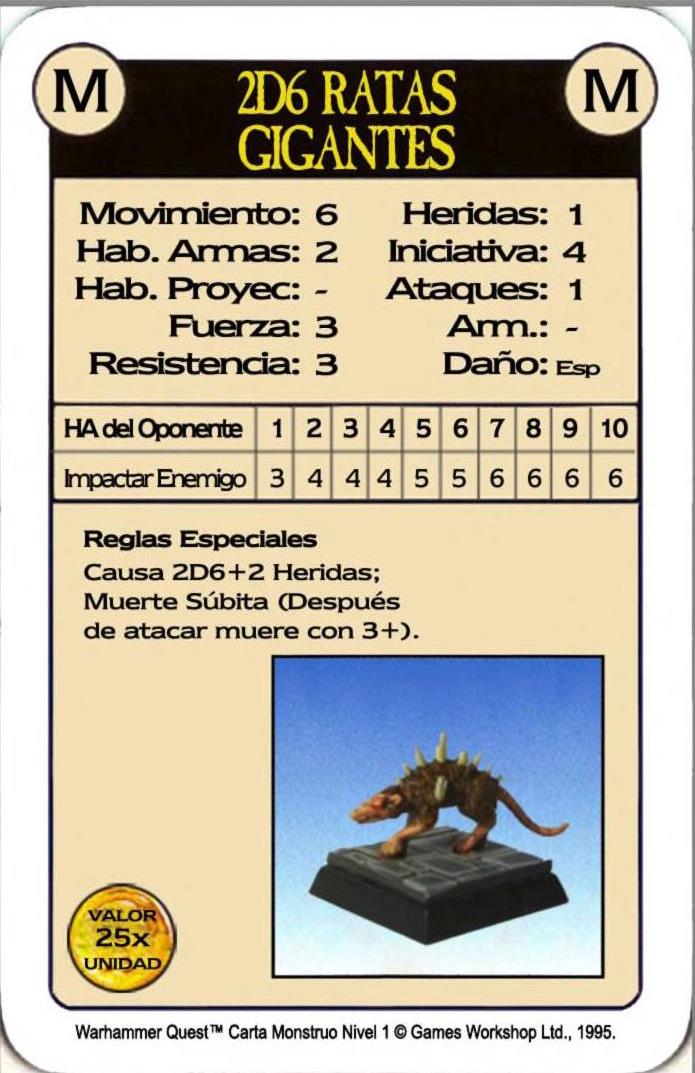 M
2D6 RATAS
GIGANTES
M
Movimiento: 6 Heridas: 1
Hab. Armas: 2 Iniciativa: 4
Hab. Proyec: - Ataques: 1
Fuerza: 3 Arm.: -
Resistencia: 3 Daño: Esp
HA del Oponente 1 2 3 4 5 6 7 8 9 10
Impactar Enemigo 3 4 4 4 5 5 6 6 6 6
Reglas Especiales
Causa 2D6+2 Heridas;
Muerte Súbita (Después
de atacar muere con 3+).
VALOR
25x
UNIDAD
Warhammer Quest™ Carta Monstruo Nivel 1 © Games Workshop Ltd., 1995.